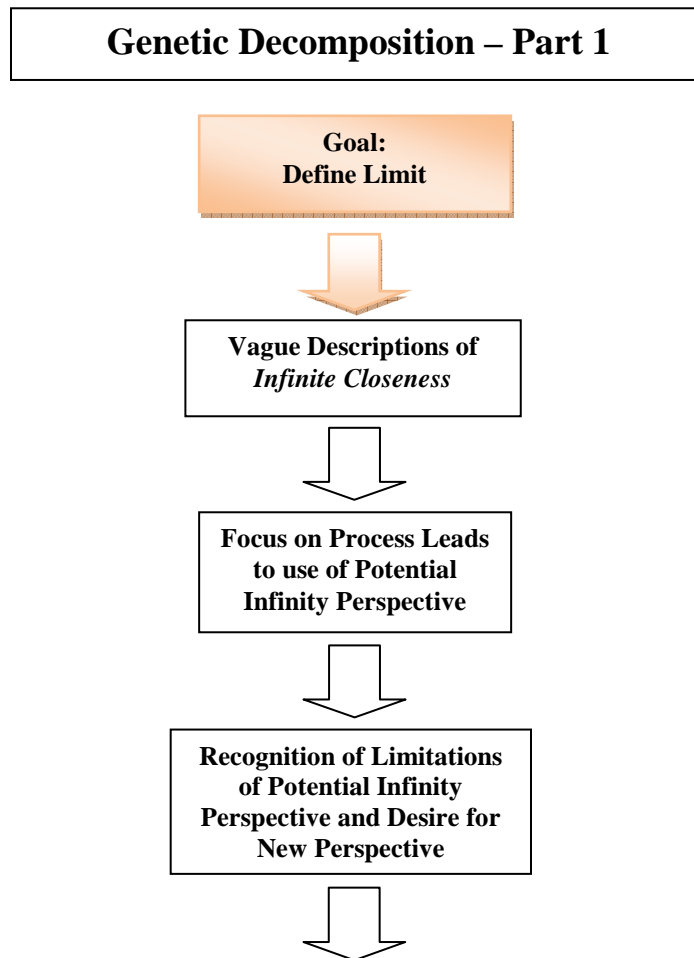 Genetic Decomposition – Part 1
Goal:
Define Limit
Vague Descriptions of
Infinite Closeness
Focus on Process Leads
to use of Potential
Infinity Perspective
Recognition of Limitations
of Potential Infinity
Perspective and Desire for
New Perspective